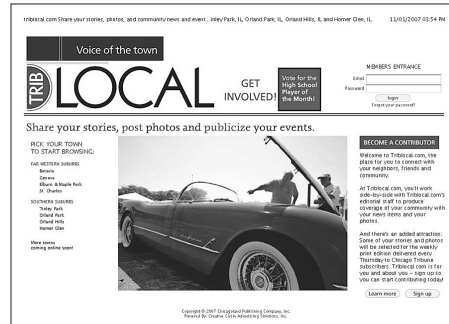 triblocal.com Share your stories, photos, and community news and event...inley Park, IL, Orland Park, IL, Orland Hills, IL and Homer Glen, IL. 11/01/2007 03:54 PM
Voice of the town
TRIB LOCAL
GET INVOLVED!
Vote for the
High School
Player of
the Month!
MEMBERS ENTRANCE
Email
Password
login
Forgot your password?
Share your stories, post photos and publicize your events.
PICK YOUR TOWN
TO START BROWSING:
FAR WESTERN SUBURBS
Batavia
Geneva
Elburn & Maple Park
St. Charles
SOUTHERN SUBURBS
Tinley Park
Orland Park
Orland Hills
Homer Glen
More towns
coming online soon!
BECOME A CONTRIBUTOR
Welcome to Triblocal.com, the
place for you to connect with
your neighbors, friends and
community.
At Triblocal.com, you'll work
side-by-side with Triblocal.com's
editorial staff to produce
coverage of your community with
your news items and your
photos.
And there's an added attraction:
Some of your stories and photos
will be selected for the weekly
print edition delivered every
Thursday to Chicago Tribune
subscribers. Triblocal.com is for
you and about you – sign up so
you can start contributing today!
Learn more Sign up
Copyright © 2007 Chicagoland Publishing Company, Inc.
Powered By: Creative Circle Advertising Solutions, Inc.